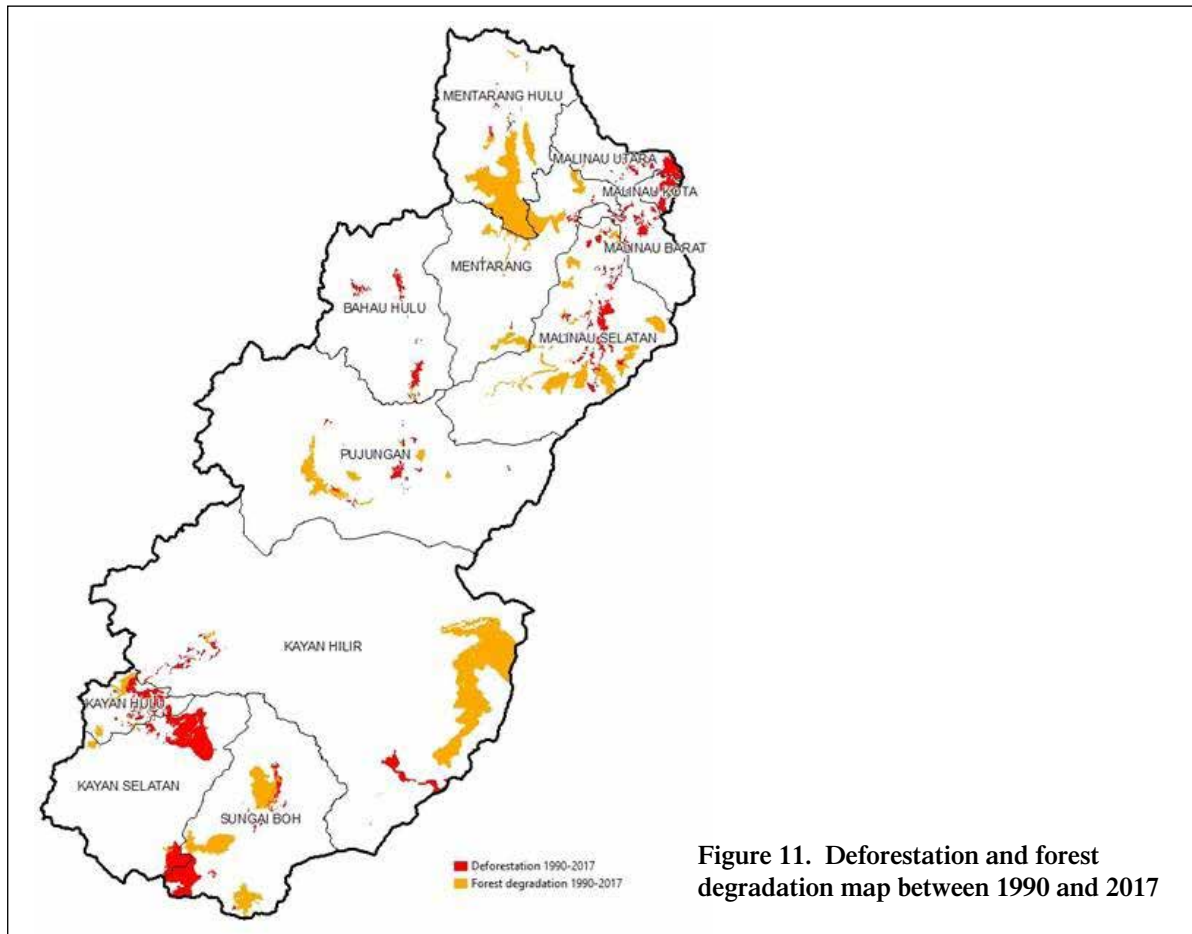 MENTARANG HULU
MALINAU UTARA
MALINAU KOTA
MALINAU BARAT
MENTARANG
BAHAU HULU
MALINAU SELATAN
PUJUNGAN
KAYAN HILIR
KAYAN HULU
KAYAN SELATAN
SUNGAI BOH
Deforestation 1990-2017
Forest degradation 1990-2017
Figure 11. Deforestation and forest
degradation map between 1990 and 2017